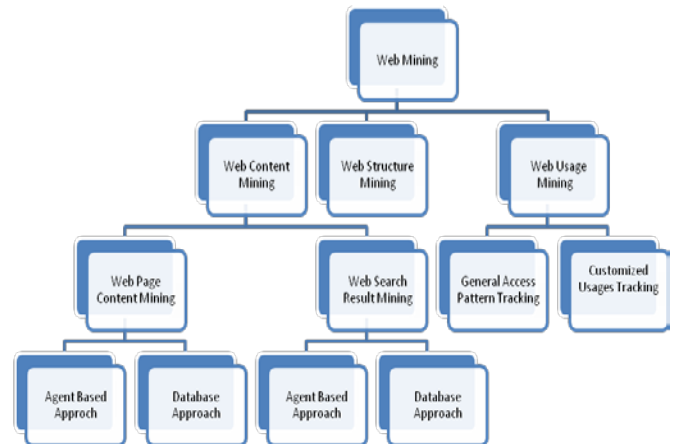 Web Mining
Web Content
Mining
Web Structure
Mining
Web Usage
Mining
Web Page
Content Mining
Web Search
Result Mining
General Access
Pattern Tracking
Customized
Usages Tracking
Agent Based
Approch
Database
Approach
Agent Based
Approach
Database
Approach